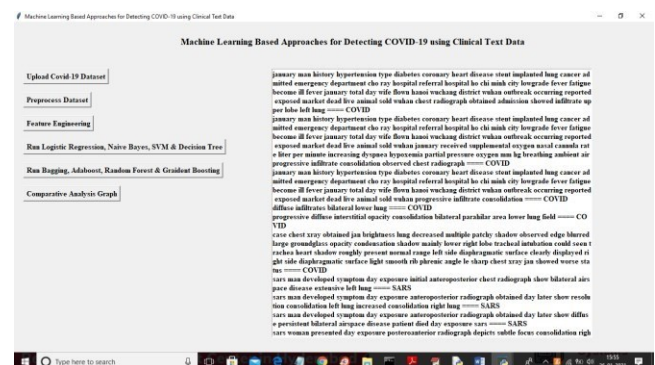 Machine Learning Based Approaches for Detecting COVID-19 using Clinical Text Data
Machine Learning Based Approaches for Detecting COVID-19 using Clinical Text Data
Upload Covid-19 Dataset
Preprocess Dataset
Feature Engineering
Run Logistic Regression, Naive Bayes, SVM & Decision Tree
Run Bagging, Adaboost, Random Forest & Graident Boosting
Comparative Analysis Graph
january man history hypertension type diabetes coronary heart disease stent implanted lung cancer ad
mitted emergency department cho ray hospital referral hospital ho chi minh city lowgrade fever fatigue
become ill fever january total day wife flown hanoi wuchang district wuhan outbreak occurring reported
exposed market dead live animal sold wuhan chest radiograph obtained admission showed infiltrate up
per lobe left lung ==== COVID
january man history hypertension type diabetes coronary heart disease stent implanted lung cancer ad
mitted emergency department cho ray hospital referral hospital ho chi minh city lowgrade fever fatigue
become ill fever january total day wife flown hanoi wuchang district wuhan outbreak occurring reported
exposed market dead live animal sold wuhan january received supplemental oxygen nasal cannula rat
e liter per minute increasing dyspnea hypoxemia partial pressure oxygen mm hg breathing ambient air
progressive infiltrate consolidation observed chest radiograph ==== COVID
january man history hypertension type diabetes coronary heart disease stent implanted lung cancer ad
mitted emergency department cho ray hospital referral hospital ho chi minh city lowgrade fever fatigue
become ill fever january total day wife flown hanoi wuchang district wuhan outbreak occurring reported
exposed market dead live animal sold wuhan progressive infiltrate consolidation ==== COVID
diffuse infiltrates bilateral lower lung ==== COVID
progressive diffuse interstitial opacity consolidation bilateral parahilar area lower lung field ==== CO
VID
case chest xray obtained jan brightness lung decreased multiple patchy shadow observed edge blurred
large groundglass opacity condensation shadow mainly lower right lobe tracheal intubation could seen t
rachea heart shadow roughly present normal range left side diaphragmatic surface clearly displayed ri
ght side diaphragmatic surface light smooth rib phrenic angle le sharp chest xray jan showed worse sta
tus ==== COVID
sars man developed symptom day exposure initial anteroposterior chest radiograph show bilateral airs
pace disease extensive left lung ==== SARS
sars man developed symptom day exposure anteroposterior radiograph obtained day later show resolu
tion consolidation left lung increased consolidation right lung ==== SARS
sars man developed symptom day exposure anteroposterior radiograph obtained day later show diffus
e persistent bilateral airspace disease patient died day exposure sars ==== SARS
sars woman presented day exposure posteroanterior radiograph depicts subtle focus consolidation righ
Type here to search